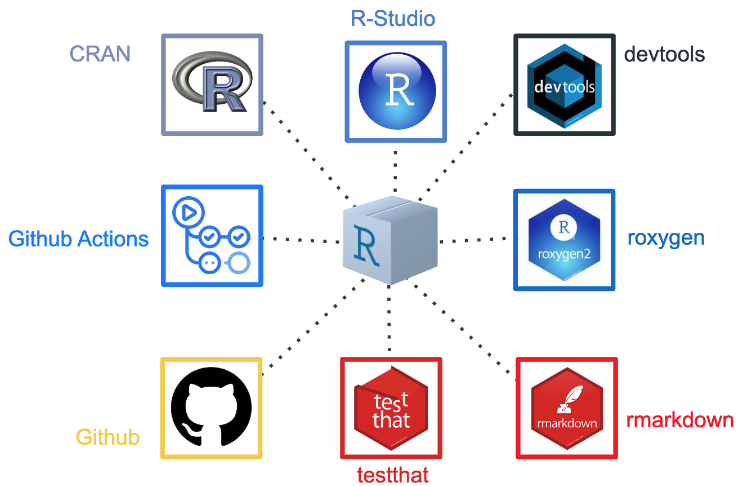 R-Studio
CRAN
R
R
devtools
devtools
Github Actions
R
R
roxygen2
roxygen
Github
test
that
testthat
rmarkdown
rmarkdown